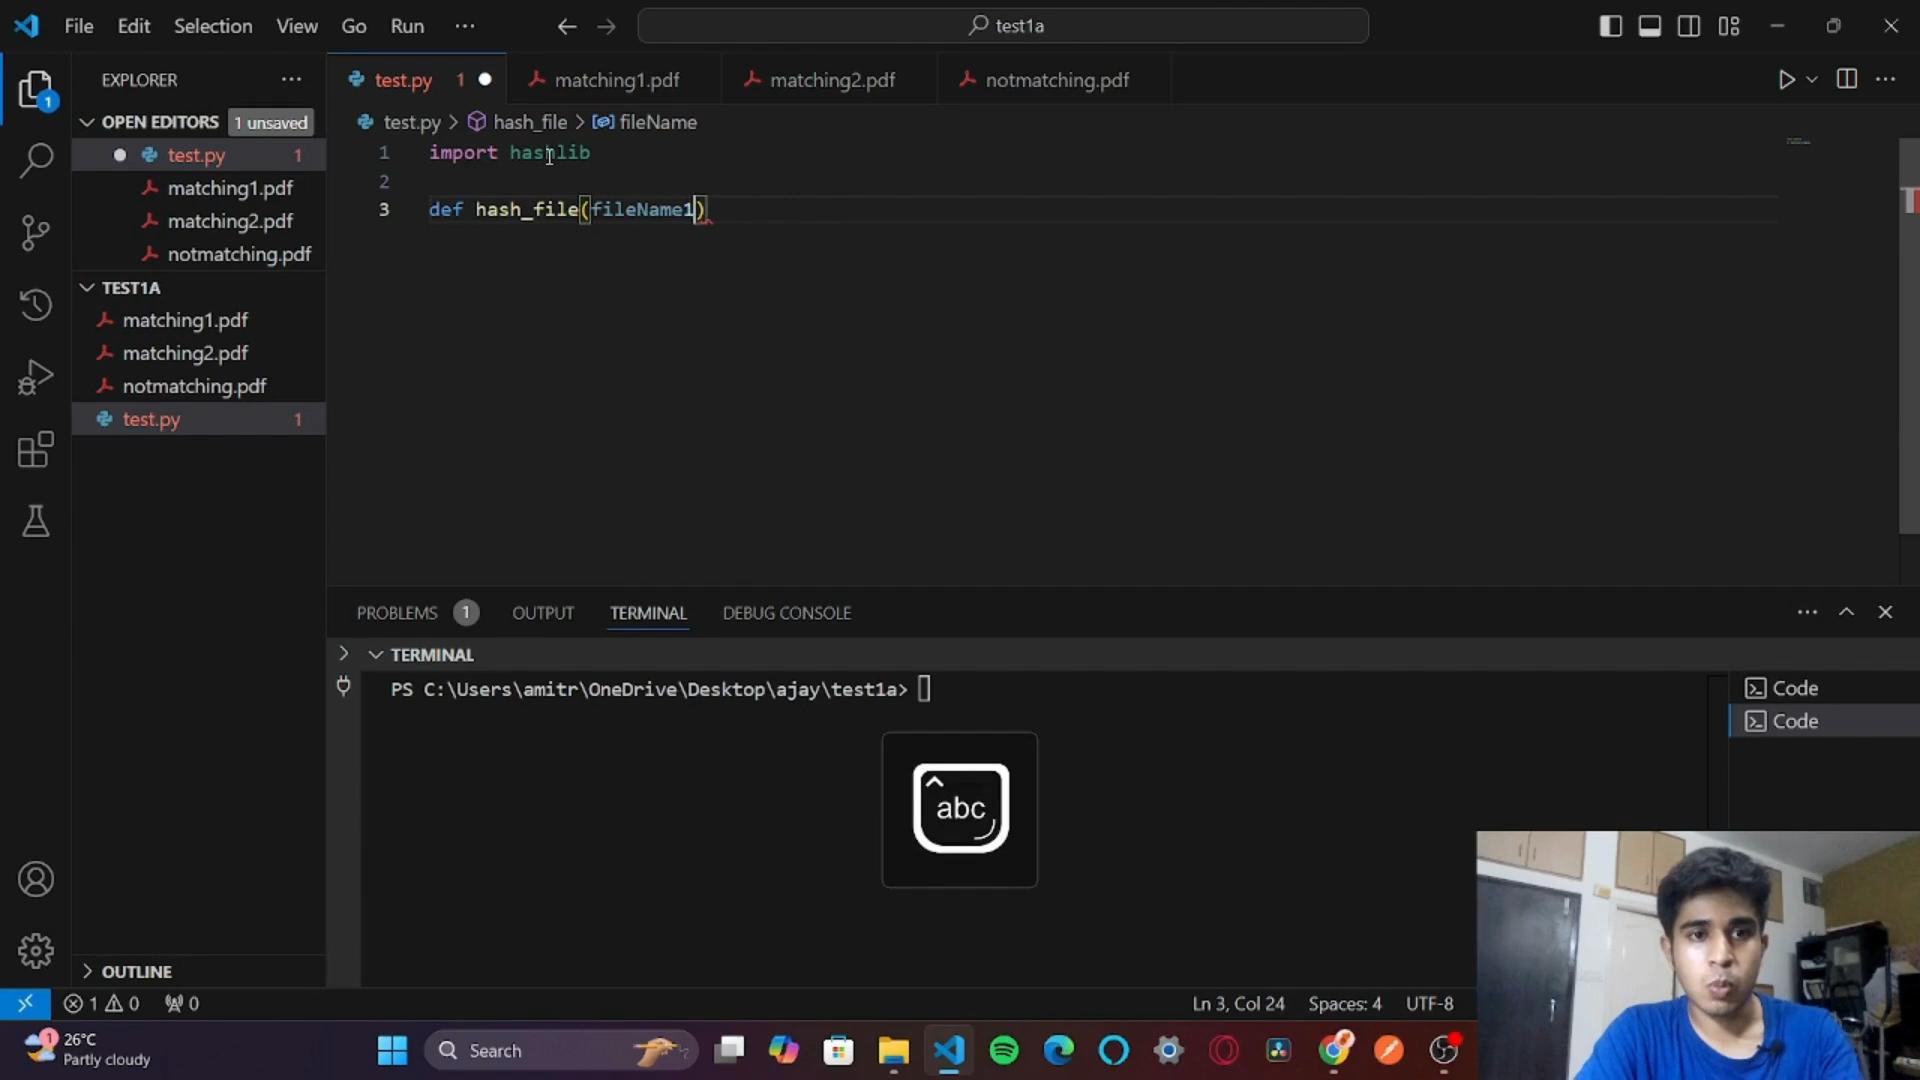 File Edit Selection View Go Run ···
test1a
EXPLORER ···
OPEN EDITORS 1 unsaved
test.py 1
matching1.pdf
matching2.pdf
notmatching.pdf
TEST1A
matching1.pdf
matching2.pdf
notmatching.pdf
test.py 1
OUTLINE
1
test.py 1
matching1.pdf
matching2.pdf
notmatching.pdf
test.py > hash_file > fileName
1 import hashlib
2
3 def hash_file(fileName1)
PROBLEMS 1 OUTPUT TERMINAL DEBUG CONSOLE
TERMINAL
PS C:\Users\amitr\OneDrive\Desktop\ajay\test1a>
Code
Code
abc
1 0 0
Ln 3, Col 24 Spaces: 4 UTF-8
1
26°C
Partly cloudy
Search